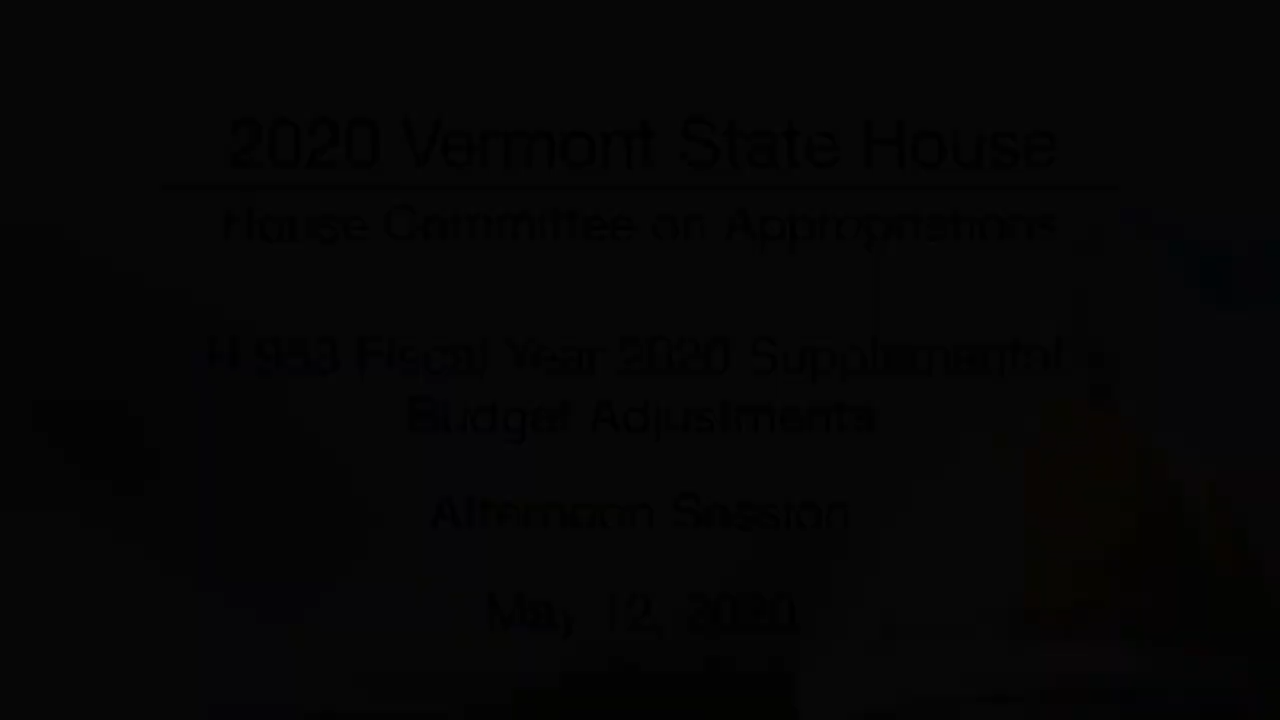 2020 Vermont State House
House Committee on Appropriations
H.953 Fiscal Year 2020 Supplemental
Budget Adjustments
Afternoon Session
May 12, 2020